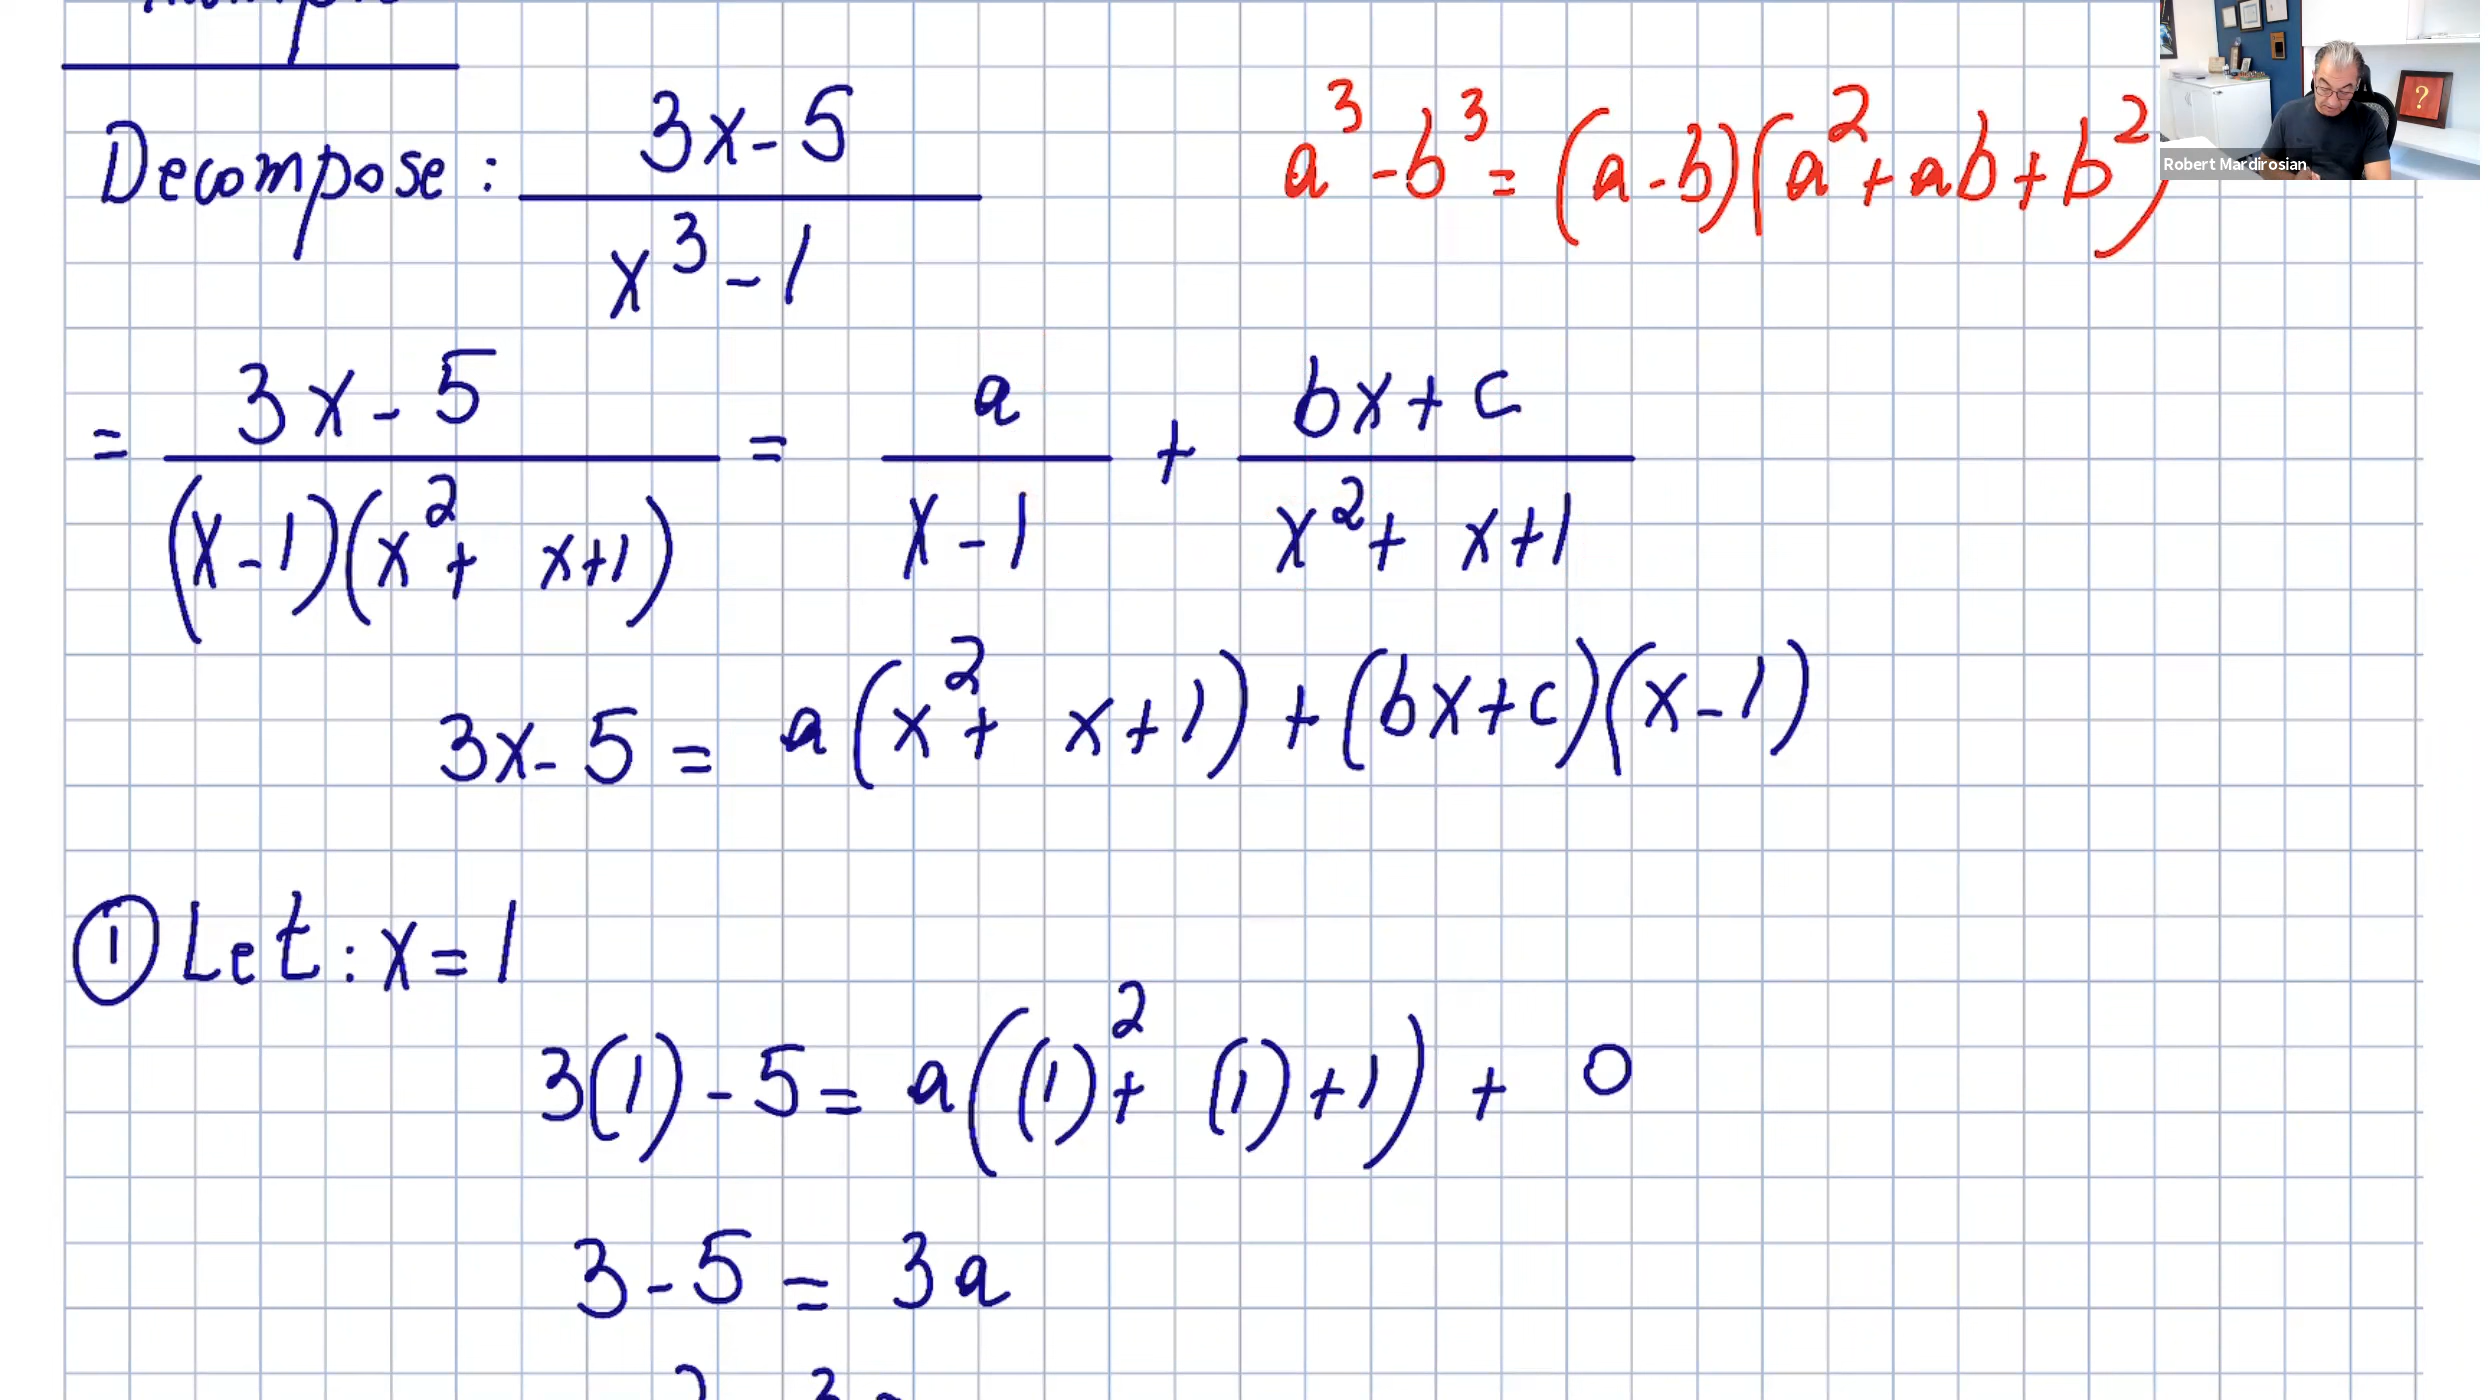 Decompose: 3x-5 / x³-1
a³-b³=(a-b)(a²+ab+b²)
= 3x-5 / (x-1)(x²+ x+1) = a / x-1 + bx+c / x²+ x+1
3x-5 = a(x²+ x+1)+(bx+c)(x-1)
① Let: x=1
3(1)-5= a((1)²+ (1)+1) + 0
3-5 = 3a
Robert Mardirosian
?